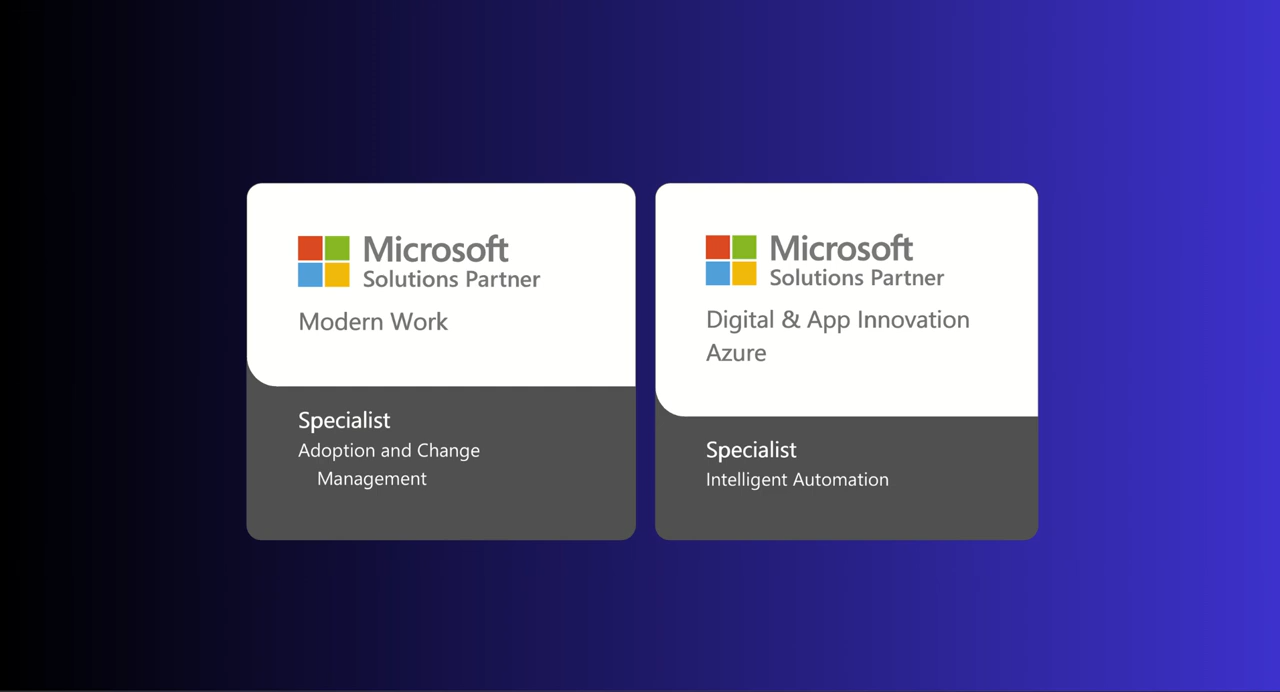 Microsoft
Solutions Partner
Modern Work
Specialist
Adoption and Change
Management
Microsoft
Solutions Partner
Digital & App Innovation
Azure
Specialist
Intelligent Automation